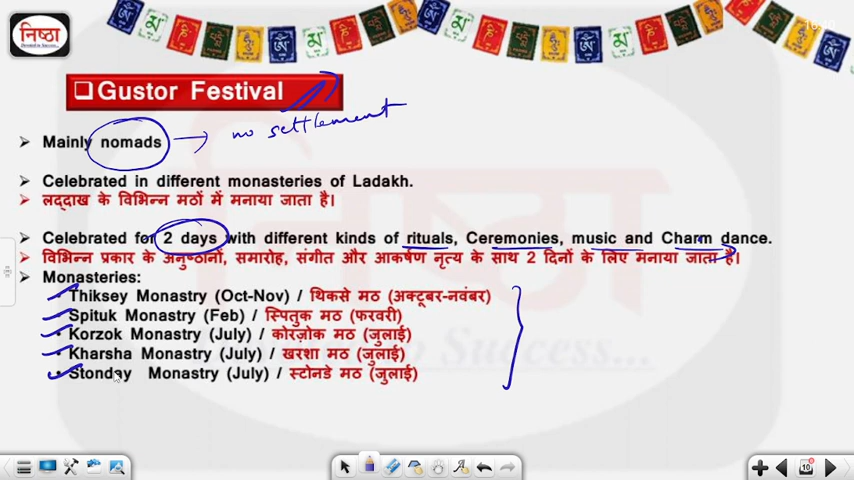 निष्ठा
❑Gustor Festival
➢ Mainly nomads → no settlement
➢ Celebrated in different monasteries of Ladakh.
➢ लद्दाख के विभिन्न मठों में मनाया जाता है।
➢ Celebrated for 2 days with different kinds of rituals, Ceremonies, music and Charm dance.
➢ विभिन्न प्रकार के अनुष्ठानों, समारोह, संगीत और आकर्षण नृत्य के साथ 2 दिनों के लिए मनाया जाता है।
➢ Monasteries:
• Thiksey Monastry (Oct-Nov) / थिकसे मठ (अक्टूबर-नवंबर)
• Spituk Monastry (Feb) / स्पितुक मठ (फरवरी)
• Korzok Monastry (July) / कोरज़ोक मठ (जुलाई)
• Kharsha Monastry (July) / खरशा मठ (जुलाई)
• Stonday Monastry (July) / स्टोनडे मठ (जुलाई)
10